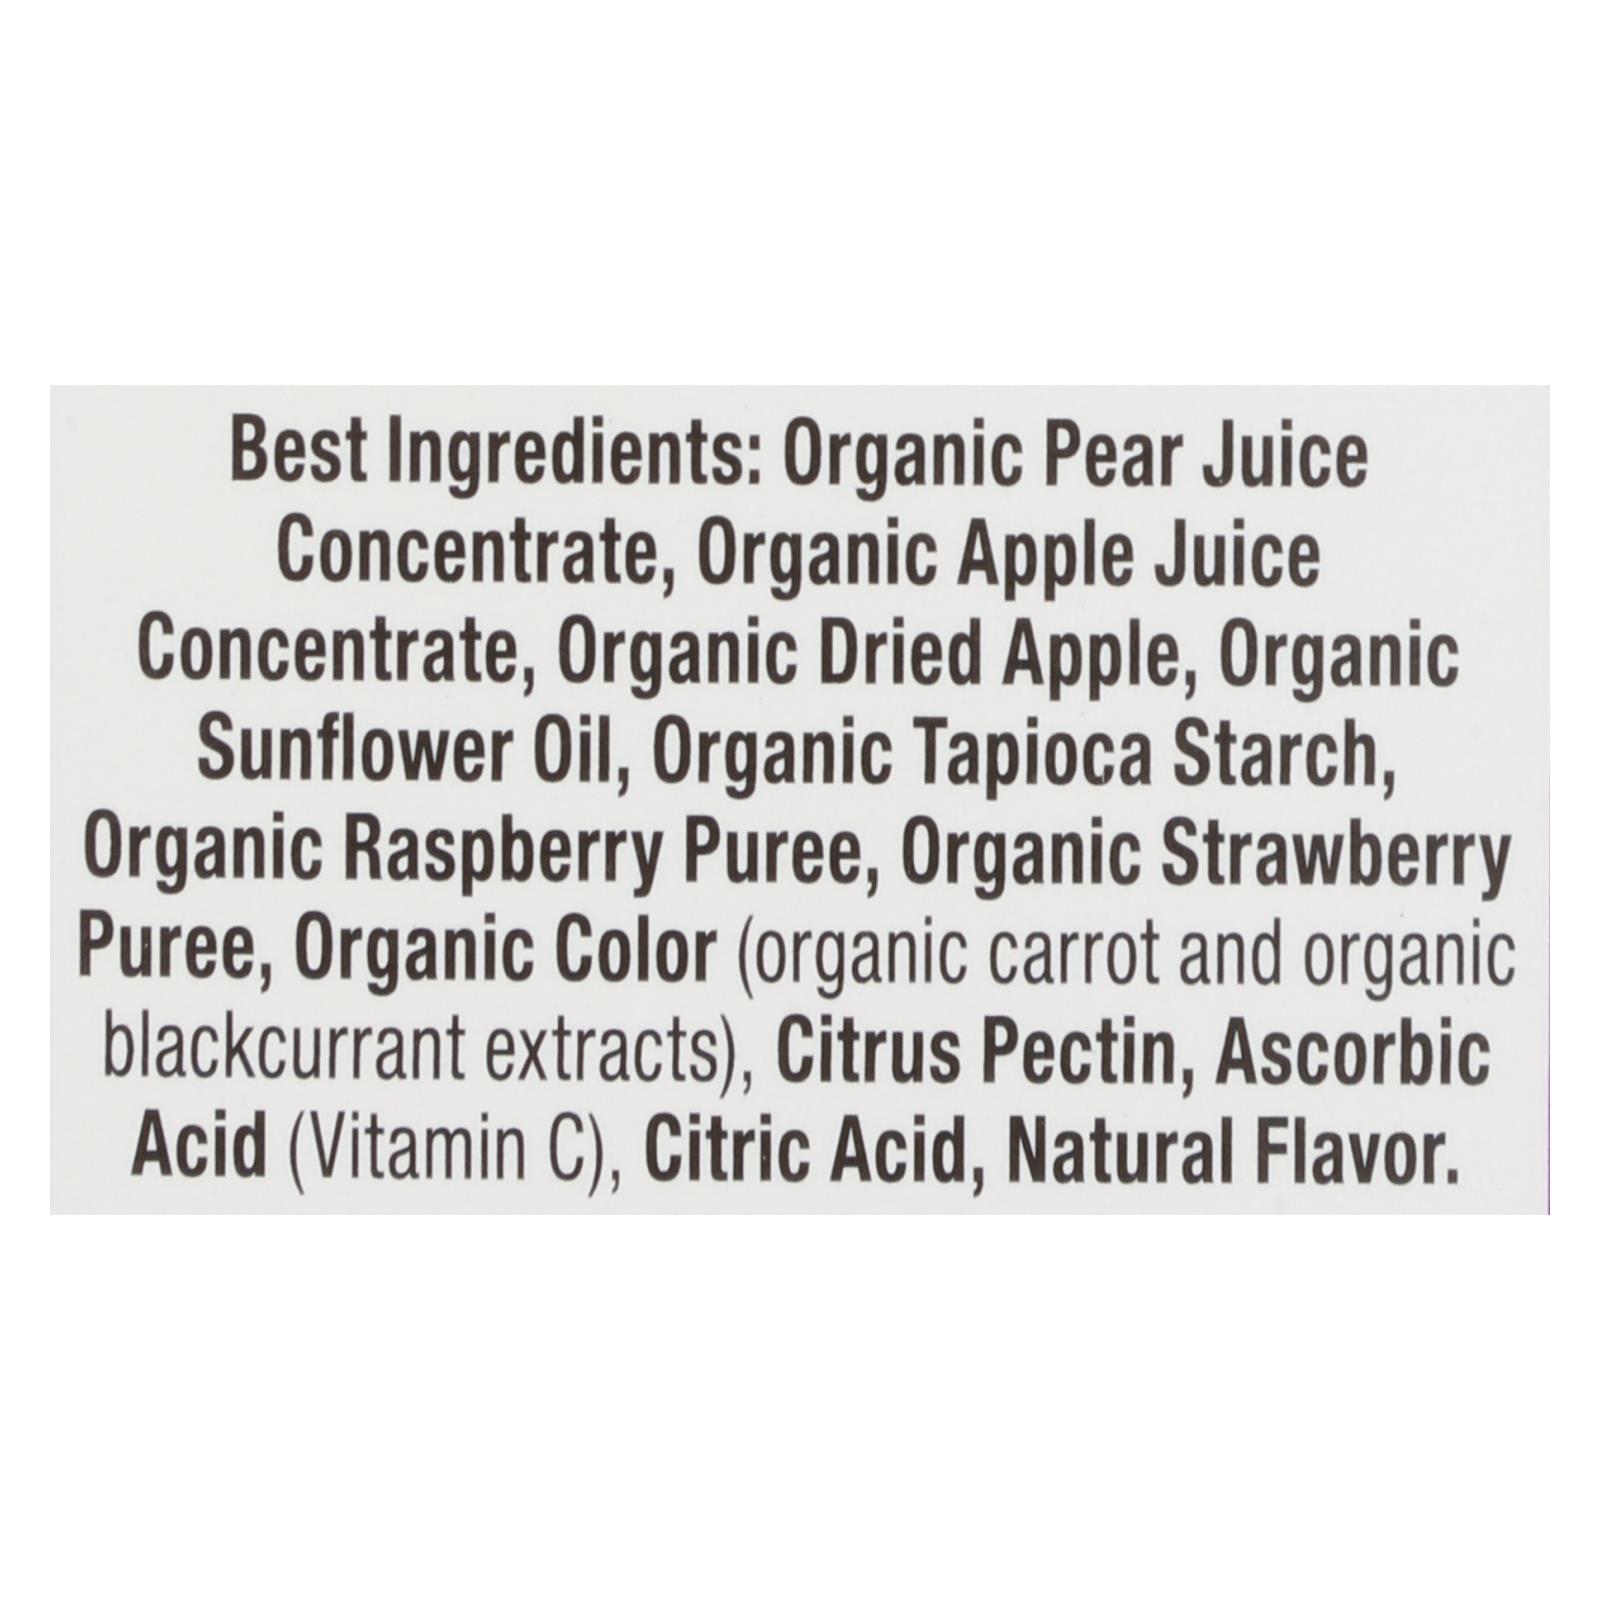 Best Ingredients: Organic Pear Juice
Concentrate, Organic Apple Juice
Concentrate, Organic Dried Apple, Organic
Sunflower Oil, Organic Tapioca Starch,
Organic Raspberry Puree, Organic Strawberry
Puree, Organic Color (organic carrot and organic
blackcurrant extracts), Citrus Pectin, Ascorbic
Acid (Vitamin C), Citric Acid, Natural Flavor.